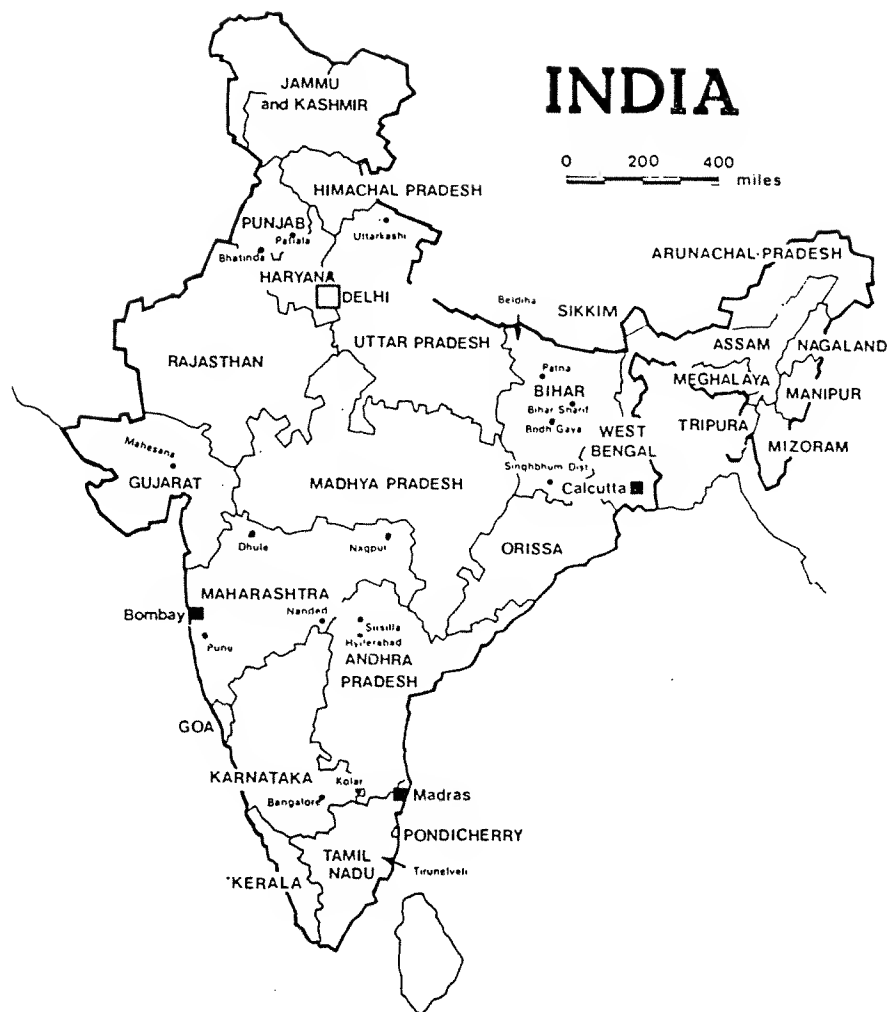 INDIA
JAMMU
and KASHMIR
0 200 400
miles
HIMACHAL PRADESH
PUNJAB
Patiala
Uttarkashi
Bhatinda
ARUNACHAL PRADESH
HARYANA
DELHI
Beldiha
SIKKIM
UTTAR PRADESH
ASSAM
NAGALAND
RAJASTHAN
Patna
MEGHALAYA
BIHAR
MANIPUR
Bihar Sharif
Bodh Gaya
WEST
BENGAL
TRIPURA
MIZORAM
Mahesana
GUJARAT
MADHYA PRADESH
Singhbhum Dist.
Calcutta
Dhule
Nagpur
ORISSA
MAHARASHTRA
Bombay
Nanded
Sirsilla
Hyderabad
Pune
ANDHRA
PRADESH
GOA
KARNATAKA
Kolar
Bangalore
Madras
PONDICHERRY
TAMIL
NADU
Tirunelveli
KERALA